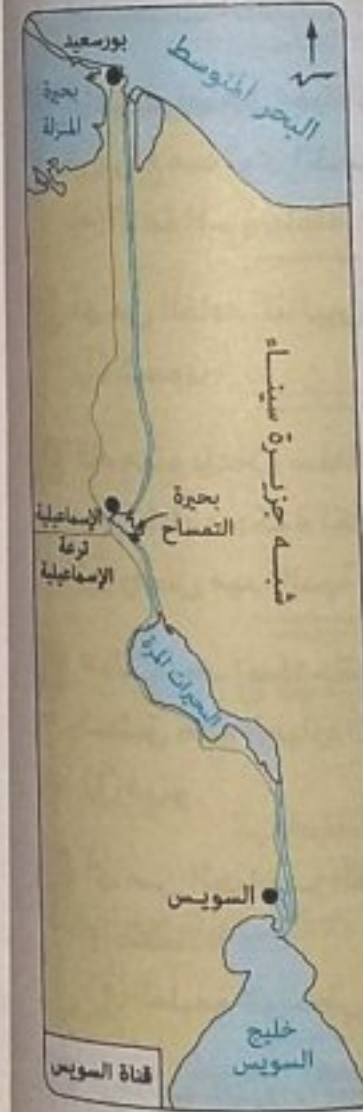 بورسعيد
البحر المتوسط
بحيرة
المنزلة
شبه جزيرة سيناء
بحيرة
التمساح
الإسماعيلية
ترعة
الإسماعيلية
البحيرات المرة
السويس
خليج
السويس
قناة السويس